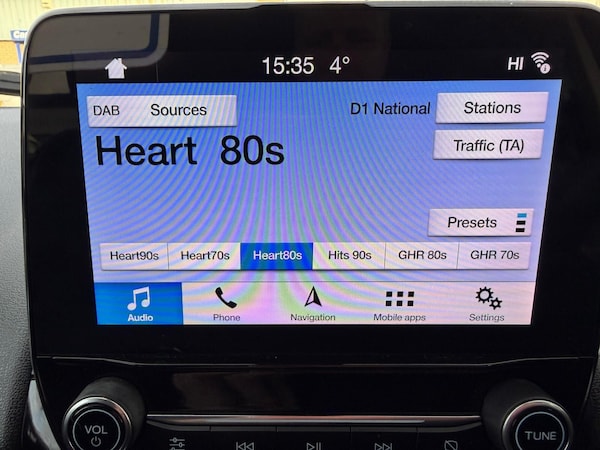 15:35 4° HI
DAB Sources D1 National Stations
Heart 80s
Traffic (TA)
Presets
Heart90s Heart70s Heart80s Hits 90s GHR 80s GHR 70s
Audio Phone Navigation Mobile apps Settings
VOL TUNE